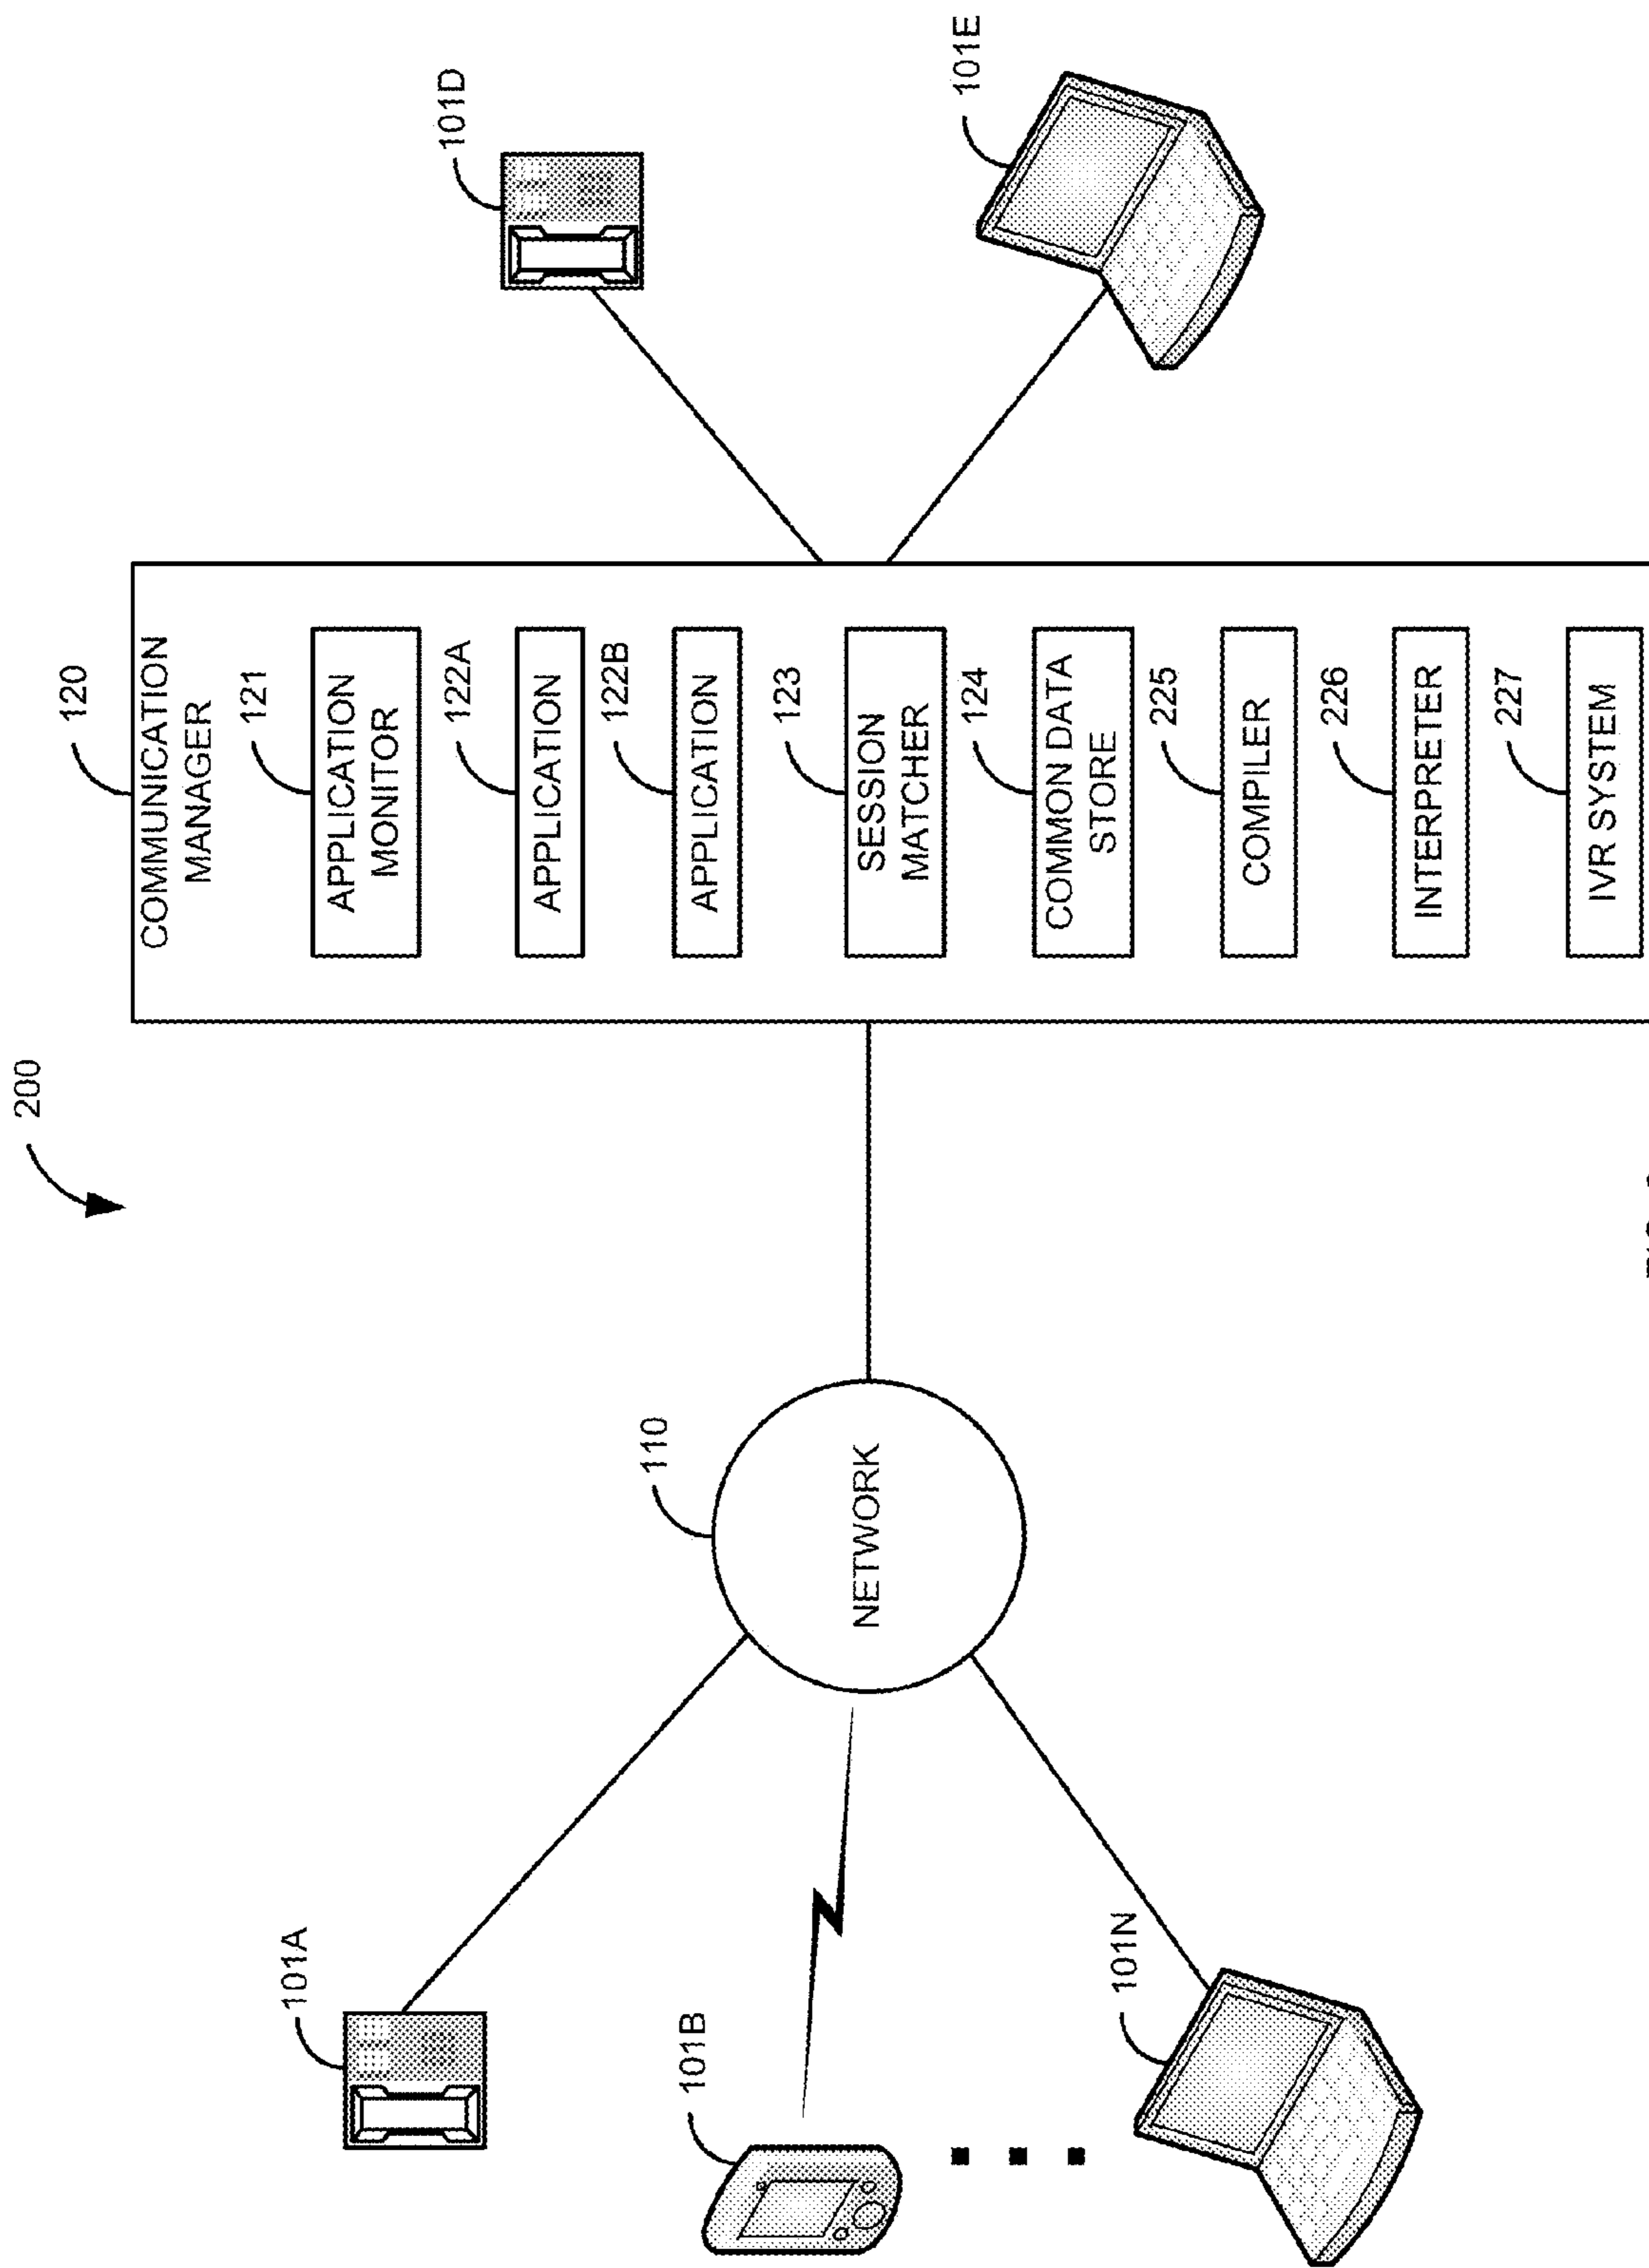 200
101A
101B
101N
110
NETWORK
120
COMMUNICATION
MANAGER
121
APPLICATION
MONITOR
122A
APPLICATION
122B
APPLICATION
123
SESSION
MATCHER
124
COMMON DATA
STORE
225
COMPILER
226
INTERPRETER
227
IVR SYSTEM
101D
101E